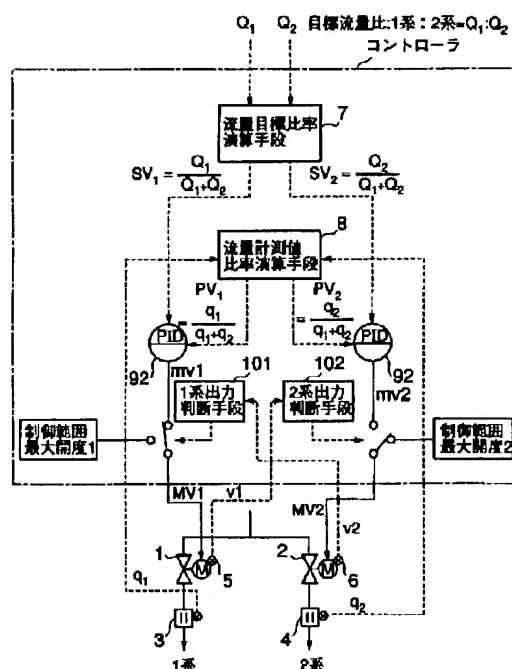 Q₁ Q₂ 目標流量比:1系:2系=Q₁:Q₂
コントローラ
7
流量目標比率
演算手段
SV₁ = Q₁/(Q₁+Q₂)
SV₂ = Q₂/(Q₁+Q₂)
8
流量計測値
比率演算手段
PV₁
= q₁/(q₁+q₂)
PV₂
= q₂/(q₁+q₂)
PID
92
PID
92
mv1
mv2
101
1系出力
判断手段
102
2系出力
判断手段
制御範囲
最大開度1
制御範囲
最大開度2
MV1
v1
MV2
v2
1
M
5
2
M
6
q₁
3
q₂
4
1系
2系